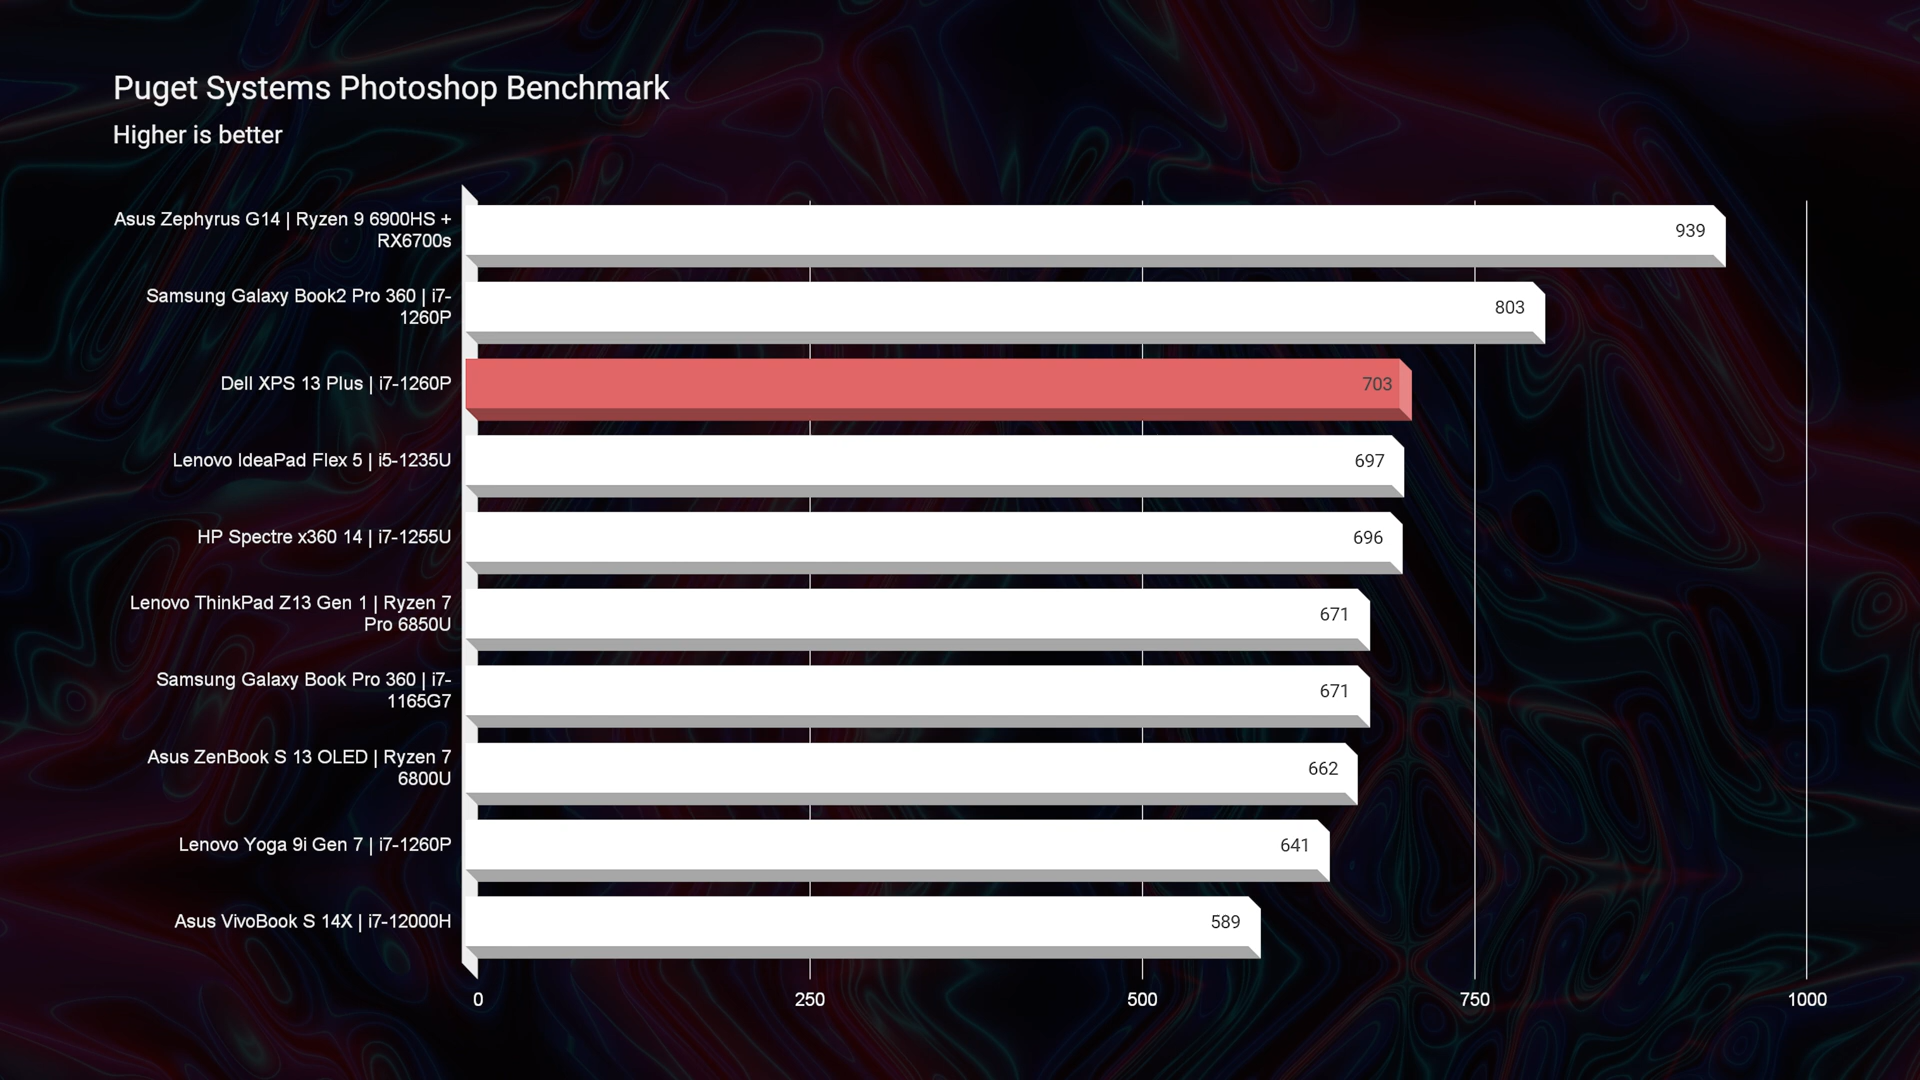 Puget Systems Photoshop Benchmark
Higher is better
Asus Zephyrus G14 | Ryzen 9 6900HS +
RX6700s
939
Samsung Galaxy Book2 Pro 360 | i7-
1260P
803
Dell XPS 13 Plus | i7-1260P
703
Lenovo IdeaPad Flex 5 | i5-1235U
697
HP Spectre x360 14 | i7-1255U
696
Lenovo ThinkPad Z13 Gen 1 | Ryzen 7
Pro 6850U
671
Samsung Galaxy Book Pro 360 | i7-
1165G7
671
Asus ZenBook S 13 OLED | Ryzen 7
6800U
662
Lenovo Yoga 9i Gen 7 | i7-1260P
641
Asus VivoBook S 14X | i7-12000H
589
0 250 500 750 1000